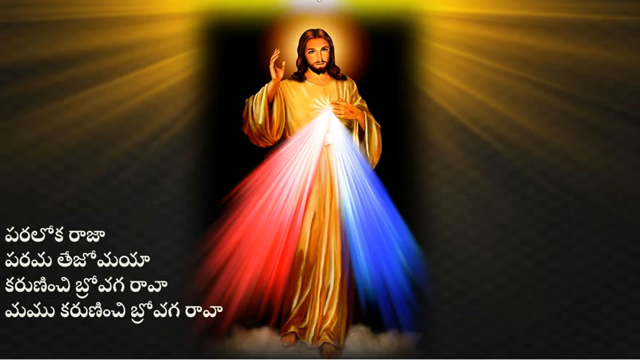 పరలోక రాజా
పరమ తేజోమయా
కరుణించి బ్రోవగ రావా
మము కరుణించి బ్రోవగ రావా